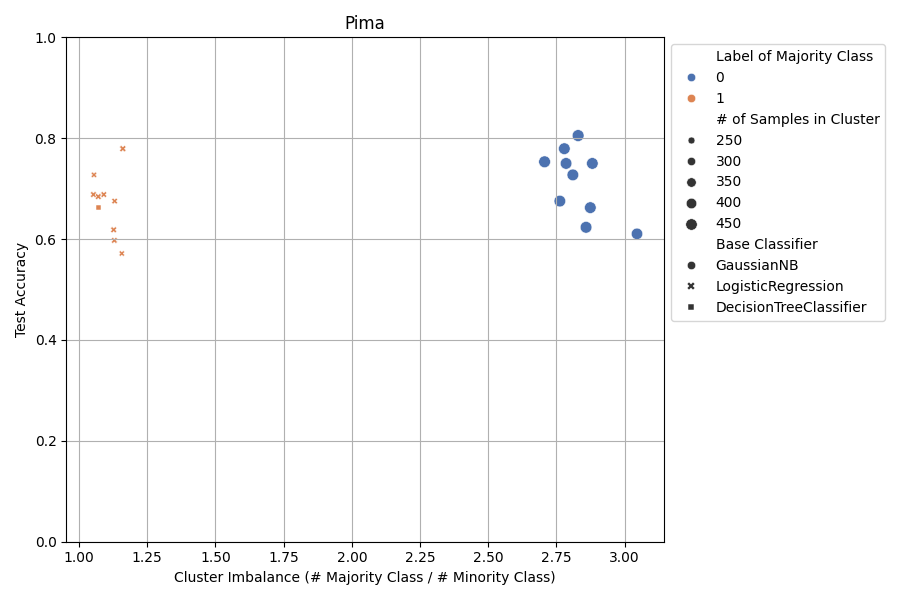 Pima
1.0
0.8
0.6
0.4
0.2
0.0
Test Accuracy
1.00 1.25 1.50 1.75 2.00 2.25 2.50 2.75 3.00
Cluster Imbalance (# Majority Class / # Minority Class)
Label of Majority Class
0
1
# of Samples in Cluster
250
300
350
400
450
Base Classifier
GaussianNB
LogisticRegression
DecisionTreeClassifier